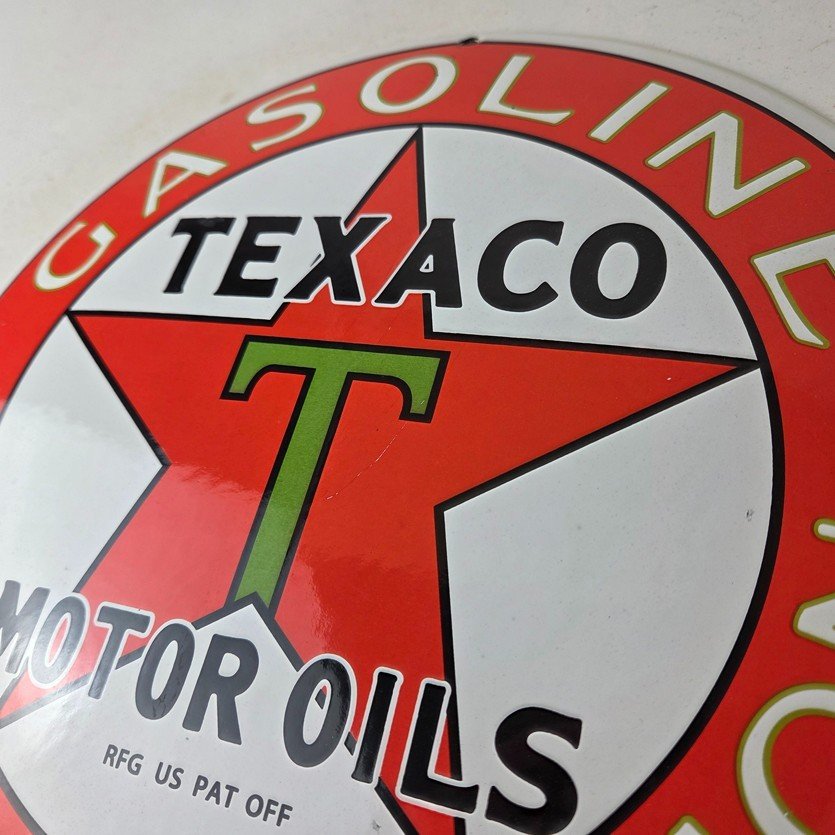 GASOLINE
TEXACO
T
MOTOR OILS
RFG US PAT OFF